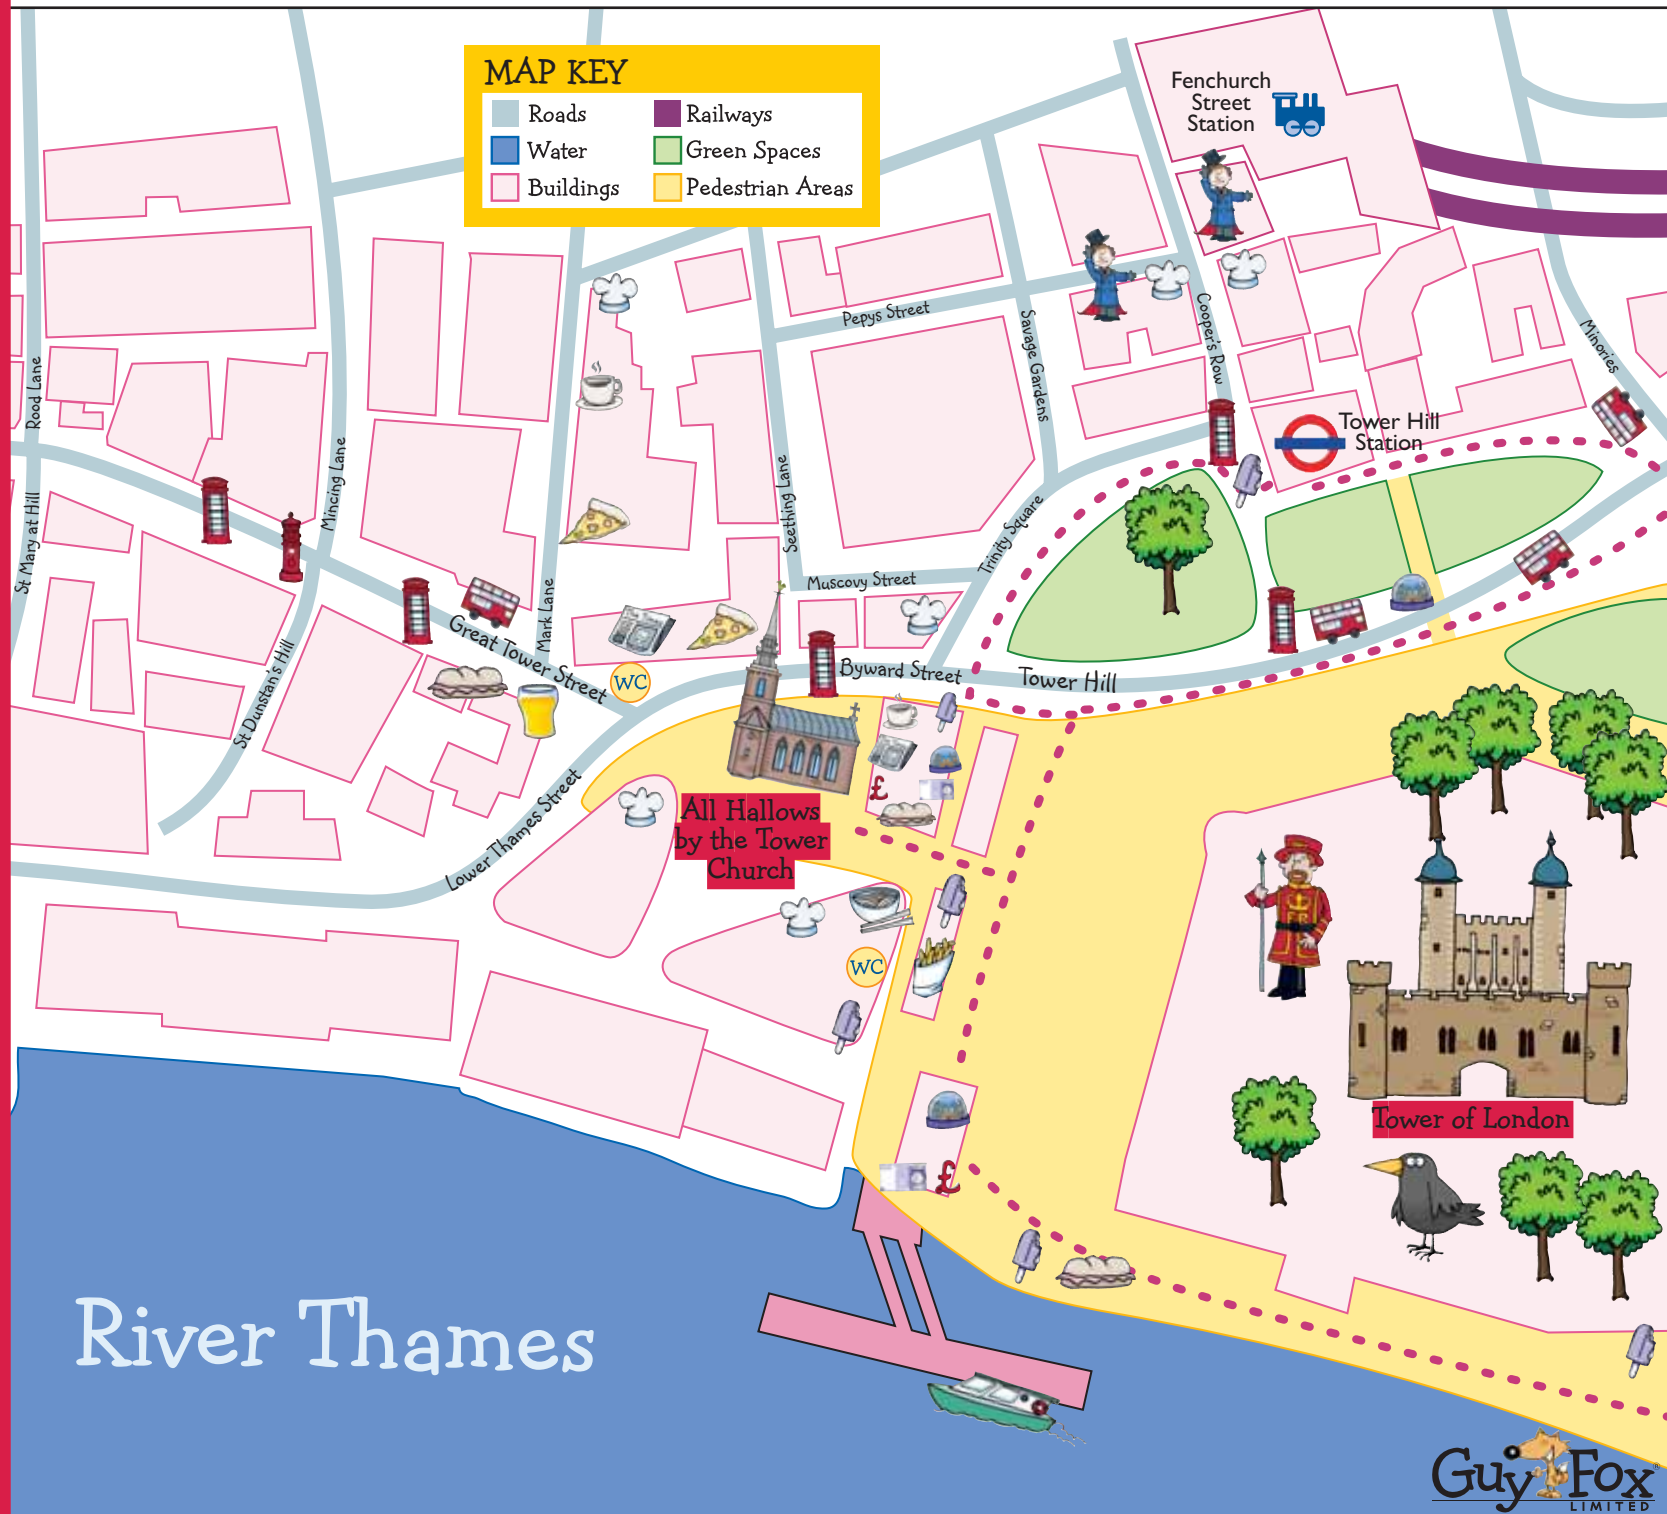 MAP KEY
Roads
Railways
Water
Green Spaces
Buildings
Pedestrian Areas
Fenchurch
Street
Station
Pepys Street
Savage Gardens
Cooper's Row
Minories
Rood Lane
Mincing Lane
Tower Hill
Station
Seething Lane
St Mary at Hill
Trinity Square
Muscovy Street
Mark Lane
Great Tower Street
WC
Byward Street
Tower Hill
St Dunstan's Hill
£
Lower Thames Street
All Hallows
by the Tower
Church
WC
Tower of London
£
River Thames
Guy Fox
LIMITED